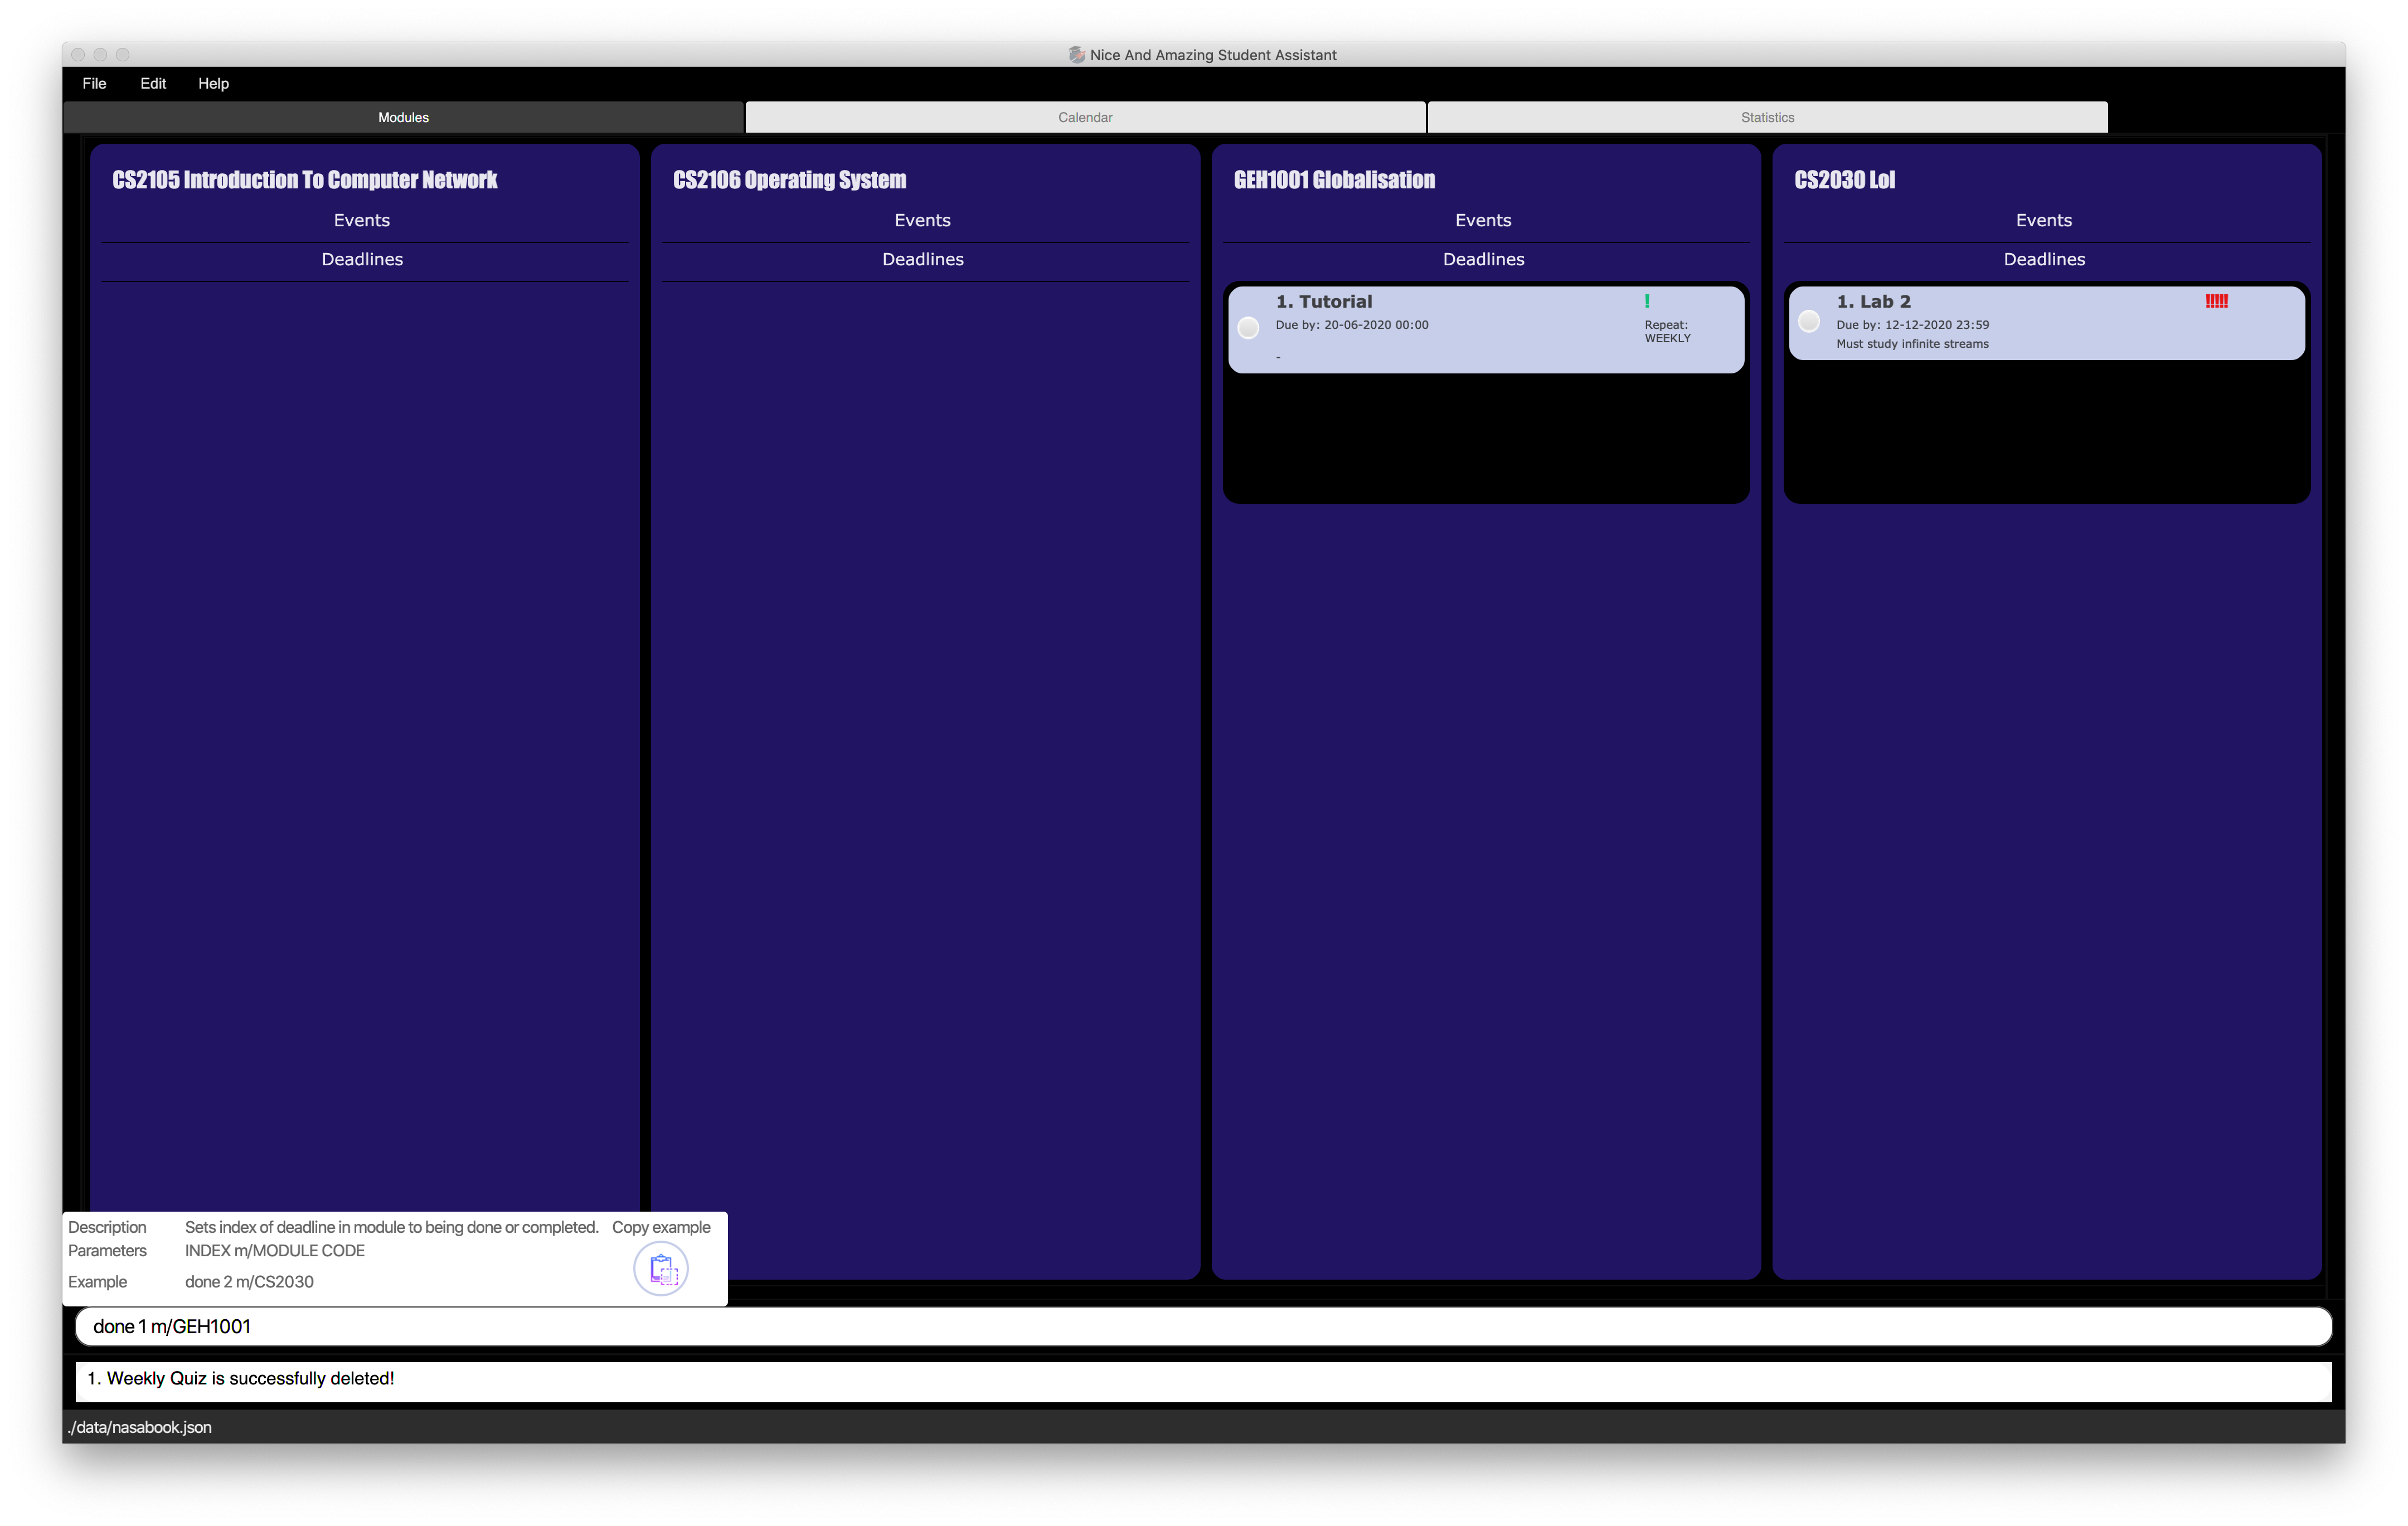 Nice And Amazing Student Assistant
File Edit Help
Modules Calendar Statistics
CS2105 Introduction To Computer Network
Events
Deadlines
CS2106 Operating System
Events
Deadlines
GEH1001 Globalisation
Events
Deadlines
1. Tutorial !
Due by: 20-06-2020 00:00 Repeat:
WEEKLY
-
CS2030 Lol
Events
Deadlines
1. Lab 2 !!!!!
Due by: 12-12-2020 23:59
Must study infinite streams
Description Sets index of deadline in module to being done or completed. Copy example
Parameters INDEX m/MODULE CODE
Example done 2 m/CS2030
done 1 m/GEH1001
1. Weekly Quiz is successfully deleted!
./data/nasabook.json